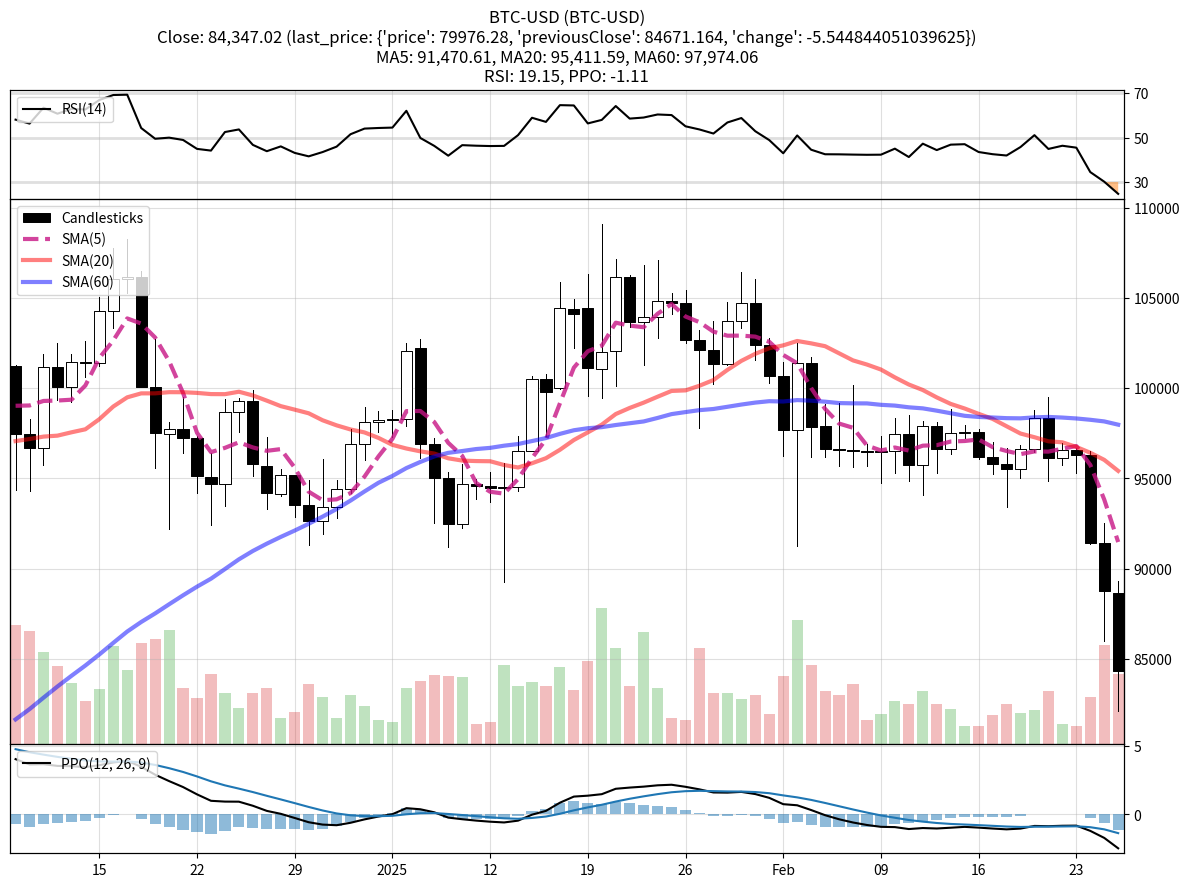 BTC-USD (BTC-USD)
Close: 84,347.02 (last_price: {'price': 79976.28, 'previousClose': 84671.164, 'change': -5.544844051039625})
MA5: 91,470.61, MA20: 95,411.59, MA60: 97,974.06
RSI: 19.15, PPO: -1.11
RSI(14)
70
50
30
Candlesticks
SMA(5)
SMA(20)
SMA(60)
110000
105000
100000
95000
90000
85000
PPO(12, 26, 9)
5
0
15 22 29 2025 12 19 26 Feb 09 16 23